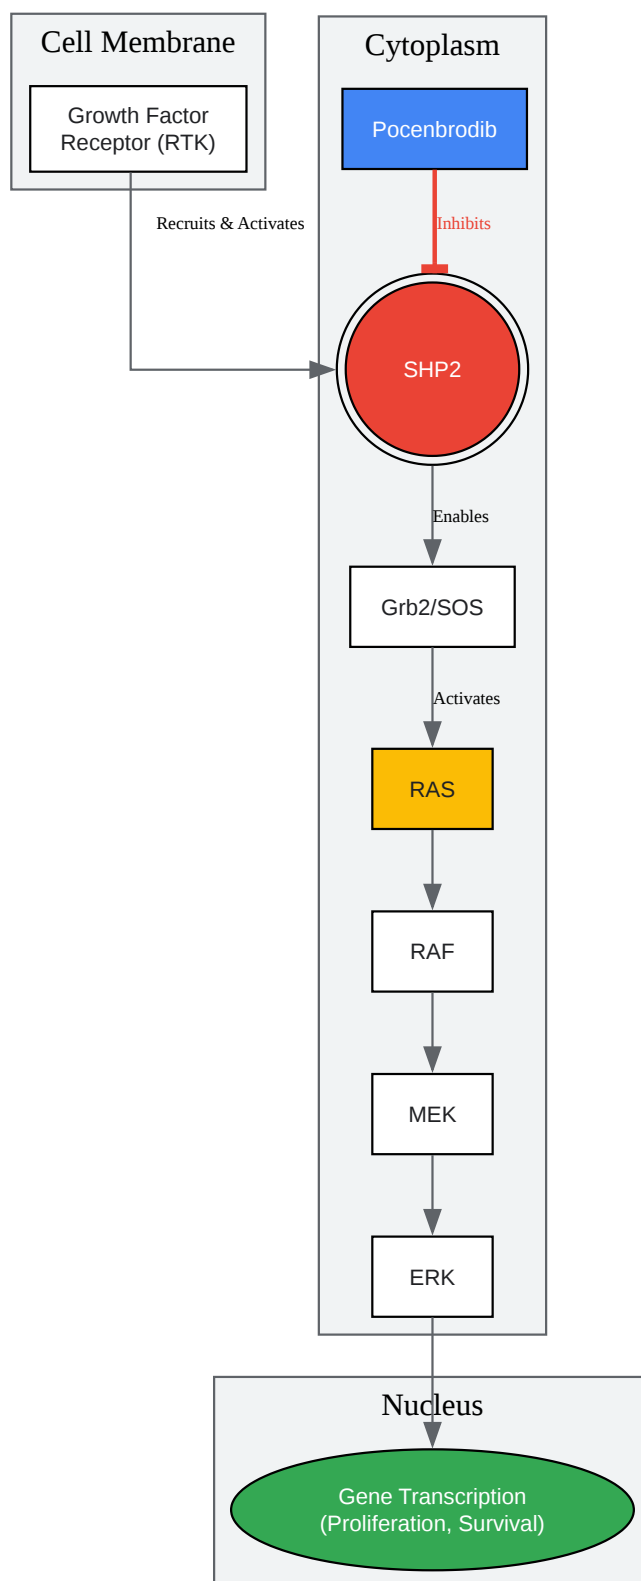 Cell Membrane
Growth Factor
Receptor (RTK)
Recruits & Activates
Cytoplasm
Pocenbrodib
Inhibits
SHP2
Enables
Grb2/SOS
Activates
RAS
RAF
MEK
ERK
Nucleus
Gene Transcription
(Proliferation, Survival)